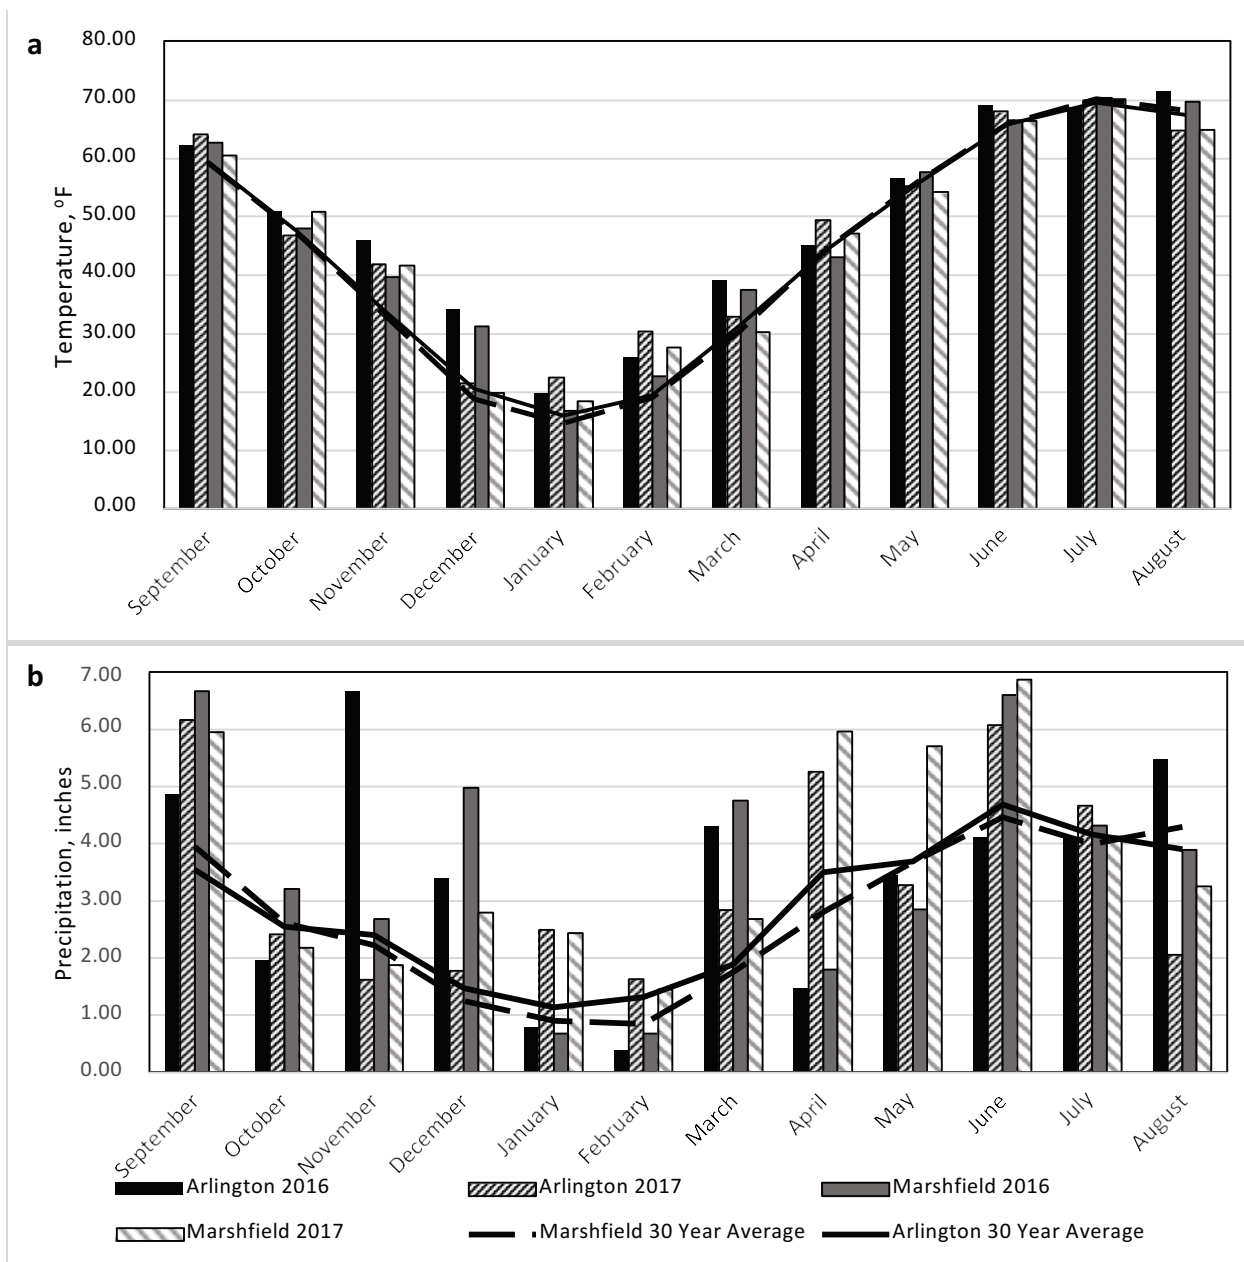 a
80.00
70.00
60.00
50.00
40.00
30.00
20.00
10.00
0.00
Temperature, ⁰F
September
October
November
December
January
February
March
April
May
June
July
August
b
7.00
6.00
5.00
4.00
3.00
2.00
1.00
0.00
Precipitation, inches
September
October
November
December
January
February
March
April
May
June
July
August
Arlington 2016
Arlington 2017
Marshfield 2016
Marshfield 2017
Marshfield 30 Year Average
Arlington 30 Year Average